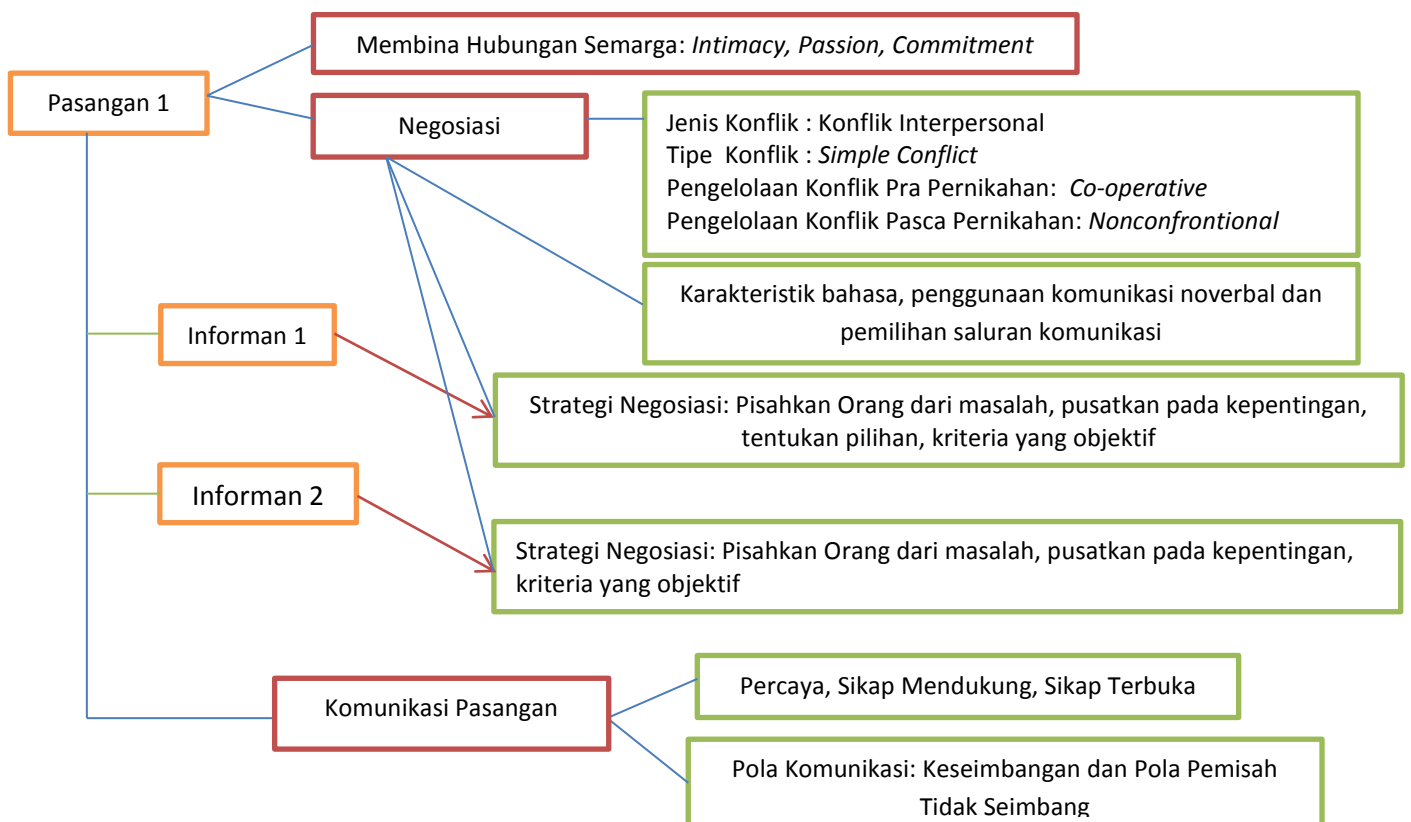 Membina Hubungan Semarga: Intimacy, Passion, Commitment
Pasangan 1
Negosiasi
Jenis Konflik : Konflik Interpersonal
Tipe Konflik : Simple Conflict
Pengelolaan Konflik Pra Pernikahan: Co-operative
Pengelolaan Konflik Pasca Pernikahan: Nonconfrontional
Karakteristik bahasa, penggunaan komunikasi noverbal dan
pemilihan saluran komunikasi
Informan 1
Strategi Negosiasi: Pisahkan Orang dari masalah, pusatkan pada kepentingan,
tentukan pilihan, kriteria yang objektif
Informan 2
Strategi Negosiasi: Pisahkan Orang dari masalah, pusatkan pada kepentingan,
kriteria yang objektif
Komunikasi Pasangan
Percaya, Sikap Mendukung, Sikap Terbuka
Pola Komunikasi: Keseimbangan dan Pola Pemisah
Tidak Seimbang